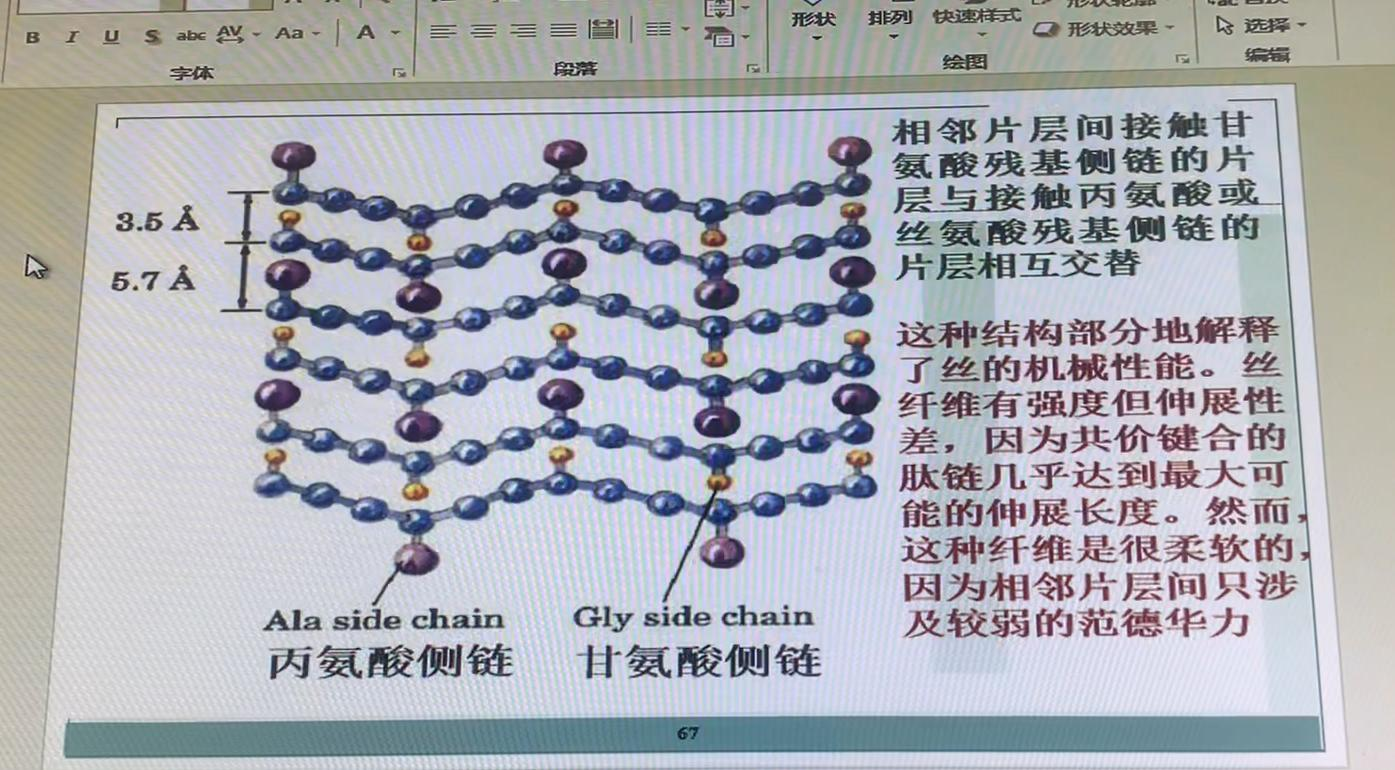 形状
排列
快速样式
形状效果
选择
B I U S abc AV Aa A
字体
段落
绘图
编辑
3.5 Å
5.7 Å
相邻片层间接触甘
氨酸残基侧链的片
层与接触丙氨酸或
丝氨酸残基侧链的
片层相互交替
这种结构部分地解释
了丝的机械性能。丝
纤维有强度但伸展性
差，因为共价键合的
肽链几乎达到最大可
能的伸展长度。然而，
这种纤维是很柔软的，
因为相邻片层间只涉
及较弱的范德华力
Ala side chain
丙氨酸侧链
Gly side chain
甘氨酸侧链
67